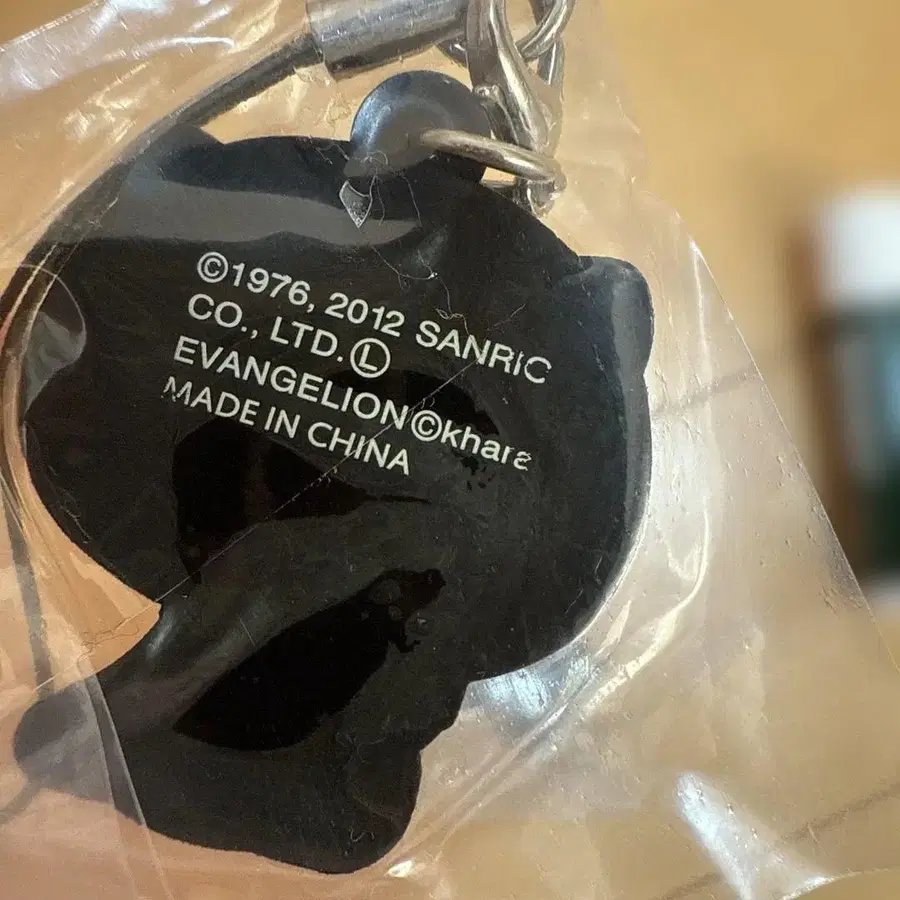 ©1976, 2012 SANRIO
CO., LTD. Ⓛ
EVANGELION ©khara
MADE IN CHINA